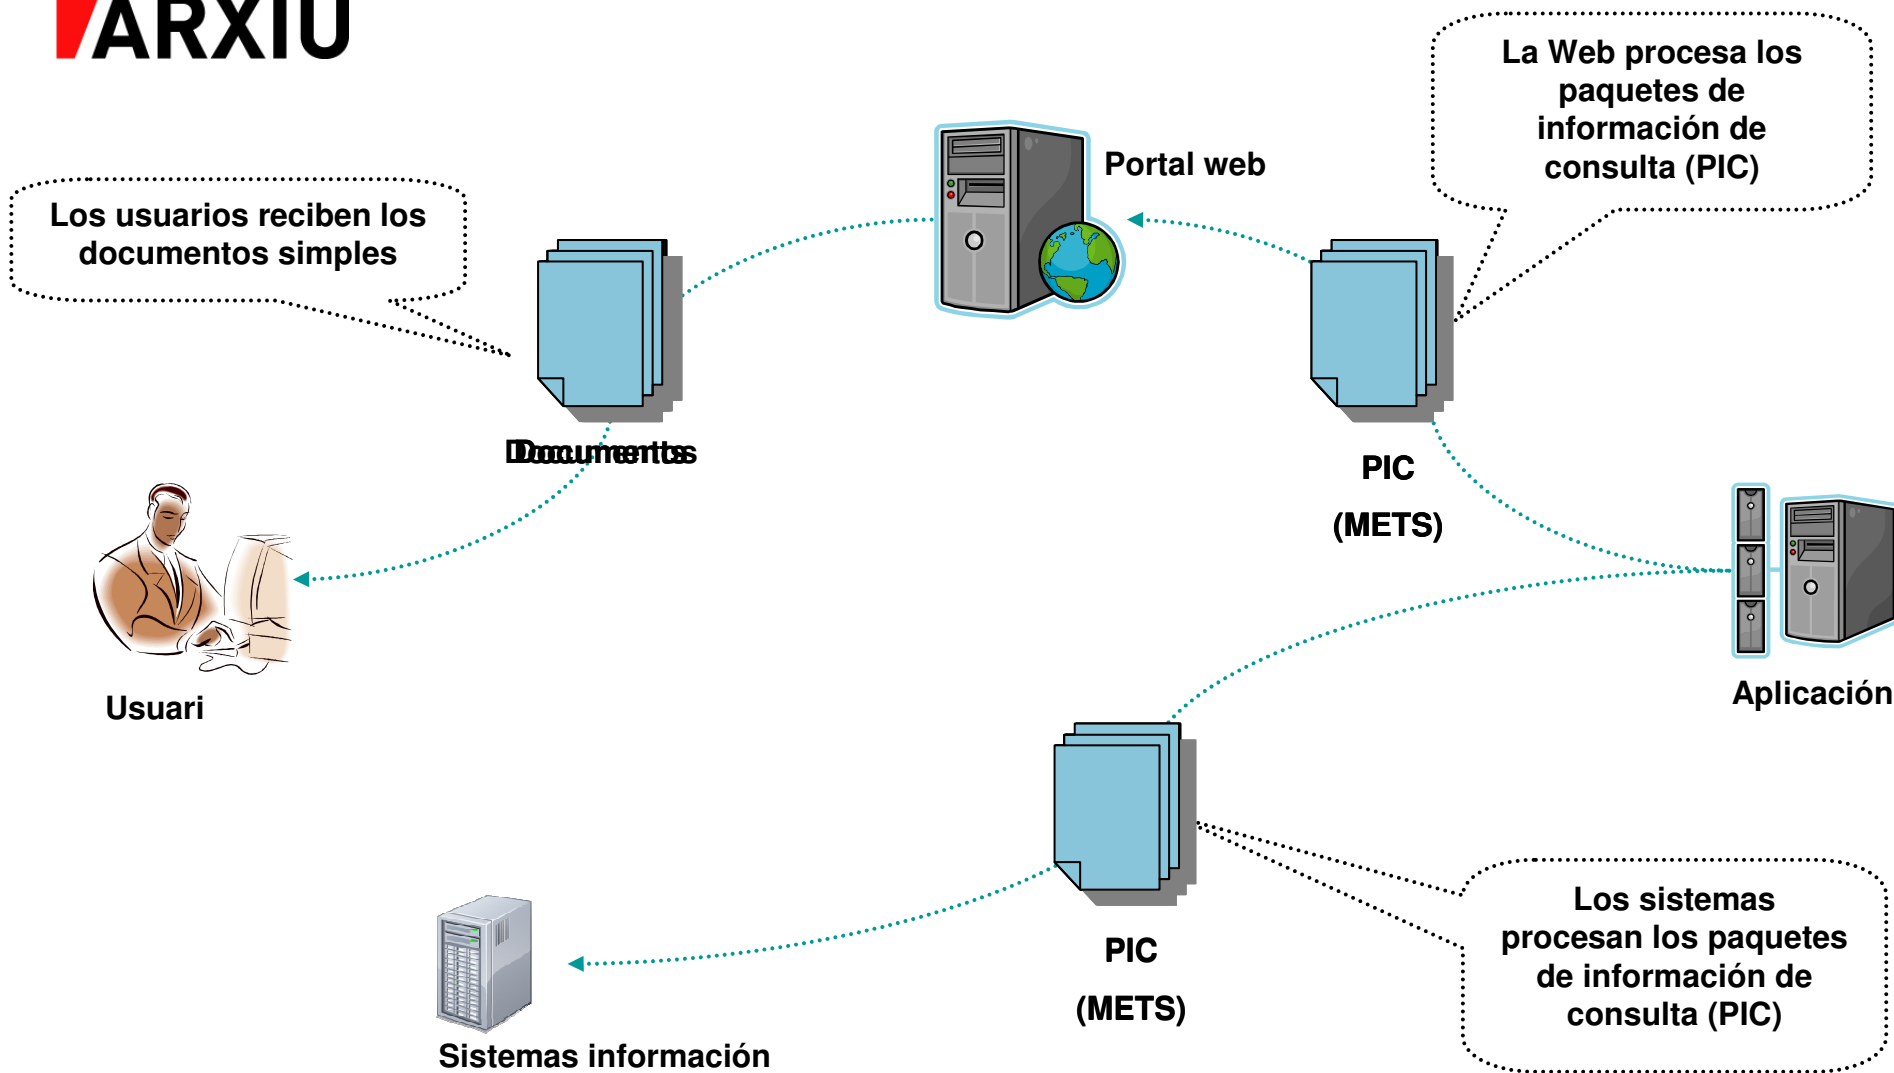 ARXIU
La Web procesa los
paquetes de
información de
consulta (PIC)
Portal web
Los usuarios reciben los
documentos simples
PIC
(METS)
Usuari
Aplicación
PIC
(METS)
Los sistemas
procesan los paquetes
de información de
consulta (PIC)
Sistemas información